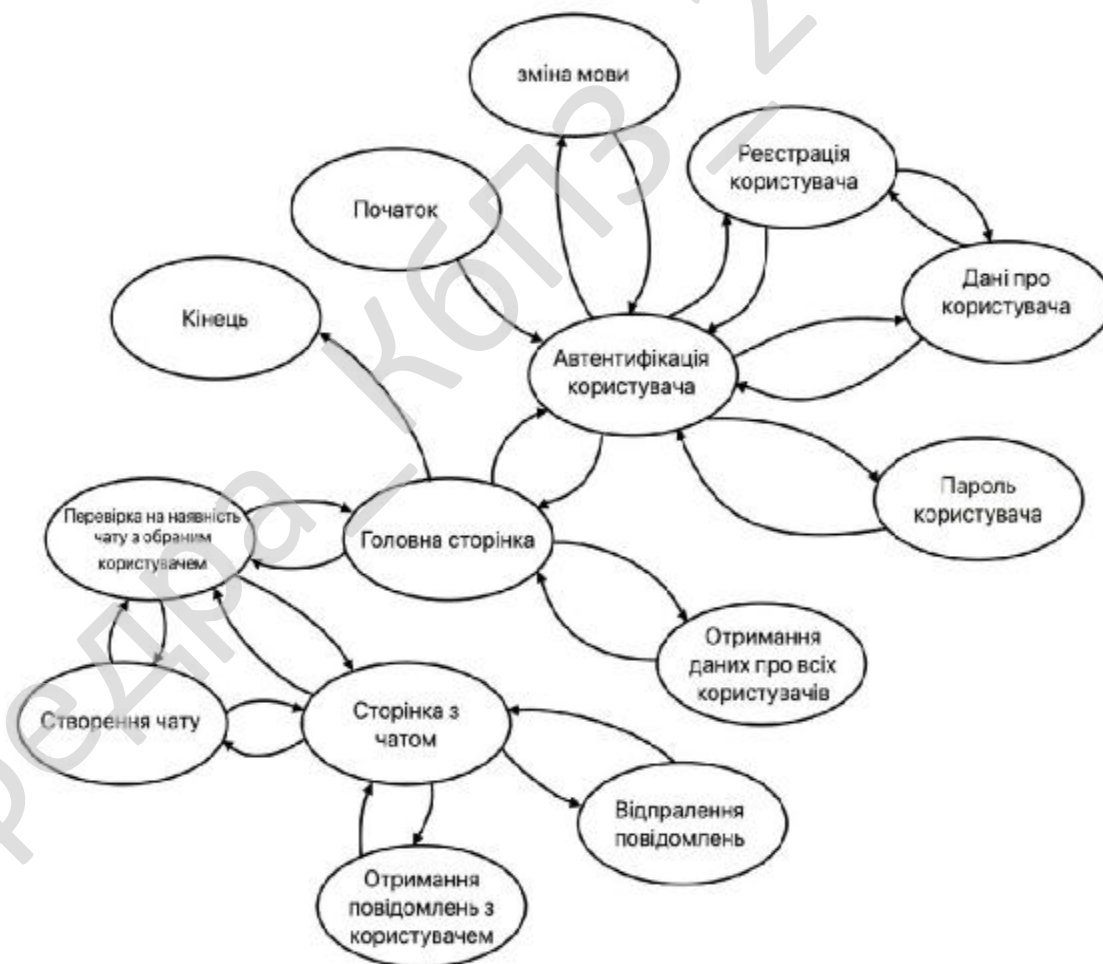 зміна мови
Реєстрація
користувача
Початок
Дані про
користувача
Кінець
Автентифікація
користувача
Пароль
користувача
Перевірка на наявність
чату з обраним
користувачем
Головна сторінка
Отримання
даних про всіх
користувачів
Створення чату
Сторінка з
чатом
Відпралення
повідомлень
Отримання
повідомлень з
користувачем